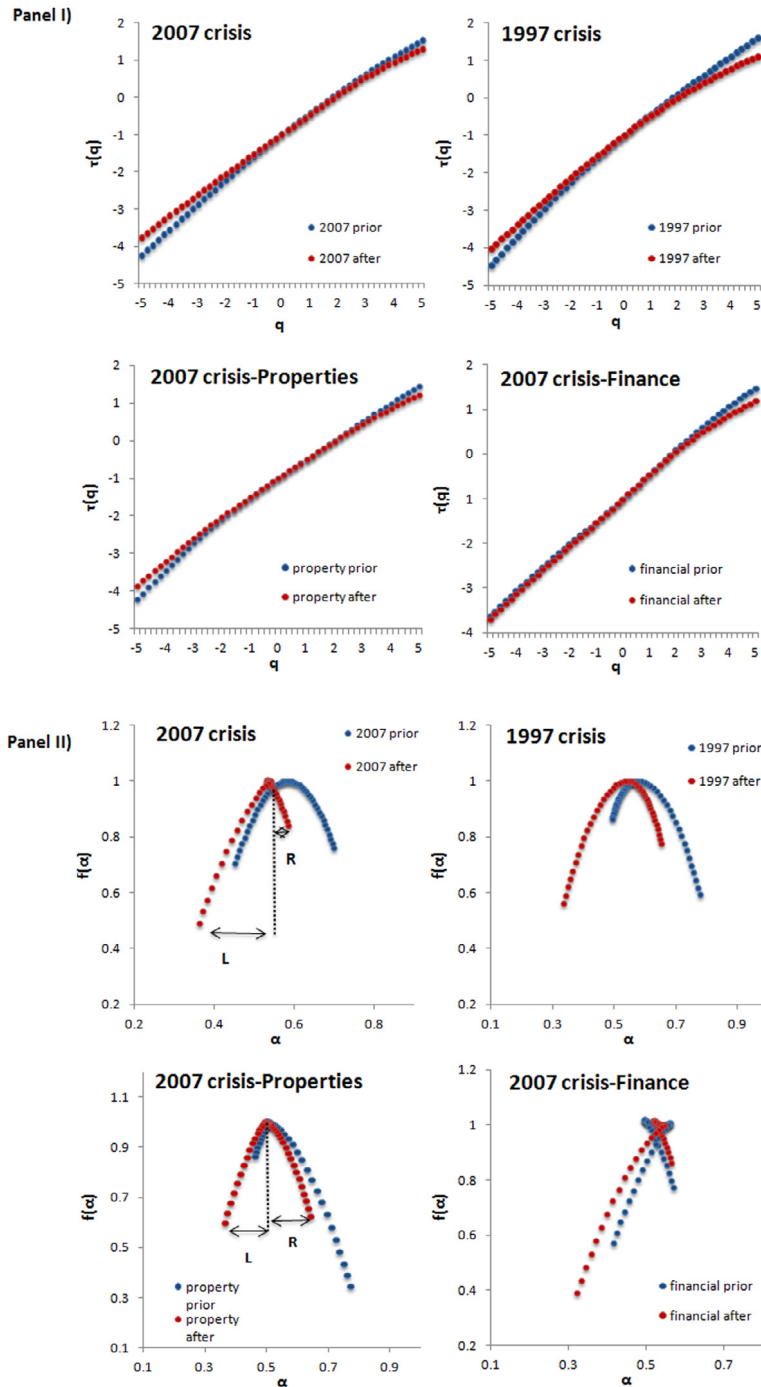 Panel I)
2007 crisis
2
1
0
-1
-2
-3
-4
-5
τ(q)
-5 -4 -3 -2 -1 0 1 2 3 4 5
q
2007 prior
2007 after
1997 crisis
2
1
0
-1
-2
-3
-4
-5
τ(q)
-5 -4 -3 -2 -1 0 1 2 3 4 5
q
1997 prior
1997 after
2007 crisis-Properties
2
1
0
-1
-2
-3
-4
-5
τ(q)
-5 -4 -3 -2 -1 0 1 2 3 4 5
q
property prior
property after
2007 crisis-Finance
2
1
0
1
-2
-3
-4
τ(q)
-5 -4 -3 -2 -1 0 1 2 3 4 5
q
financial prior
financial after
Panel II)
2007 crisis
1.2
1
0.8
0.6
0.4
0.2
f(α)
0.2 0.4 0.6 0.8
α
2007 prior
2007 after
R
L
1997 crisis
1.2
1
0.8
0.6
0.4
0.2
f(α)
0.1 0.3 0.5 0.7 0.9
α
1997 prior
1997 after
2007 crisis-Properties
1.1
0.9
0.7
0.5
0.3
0.1
f(α)
0.1 0.3 0.5 0.7 0.9
α
L
R
property
prior
property
after
2007 crisis-Finance
1.2
1
0.8
0.6
0.4
0.2
f(α)
0.1 0.3 0.5 0.7
α
financial prior
financial after